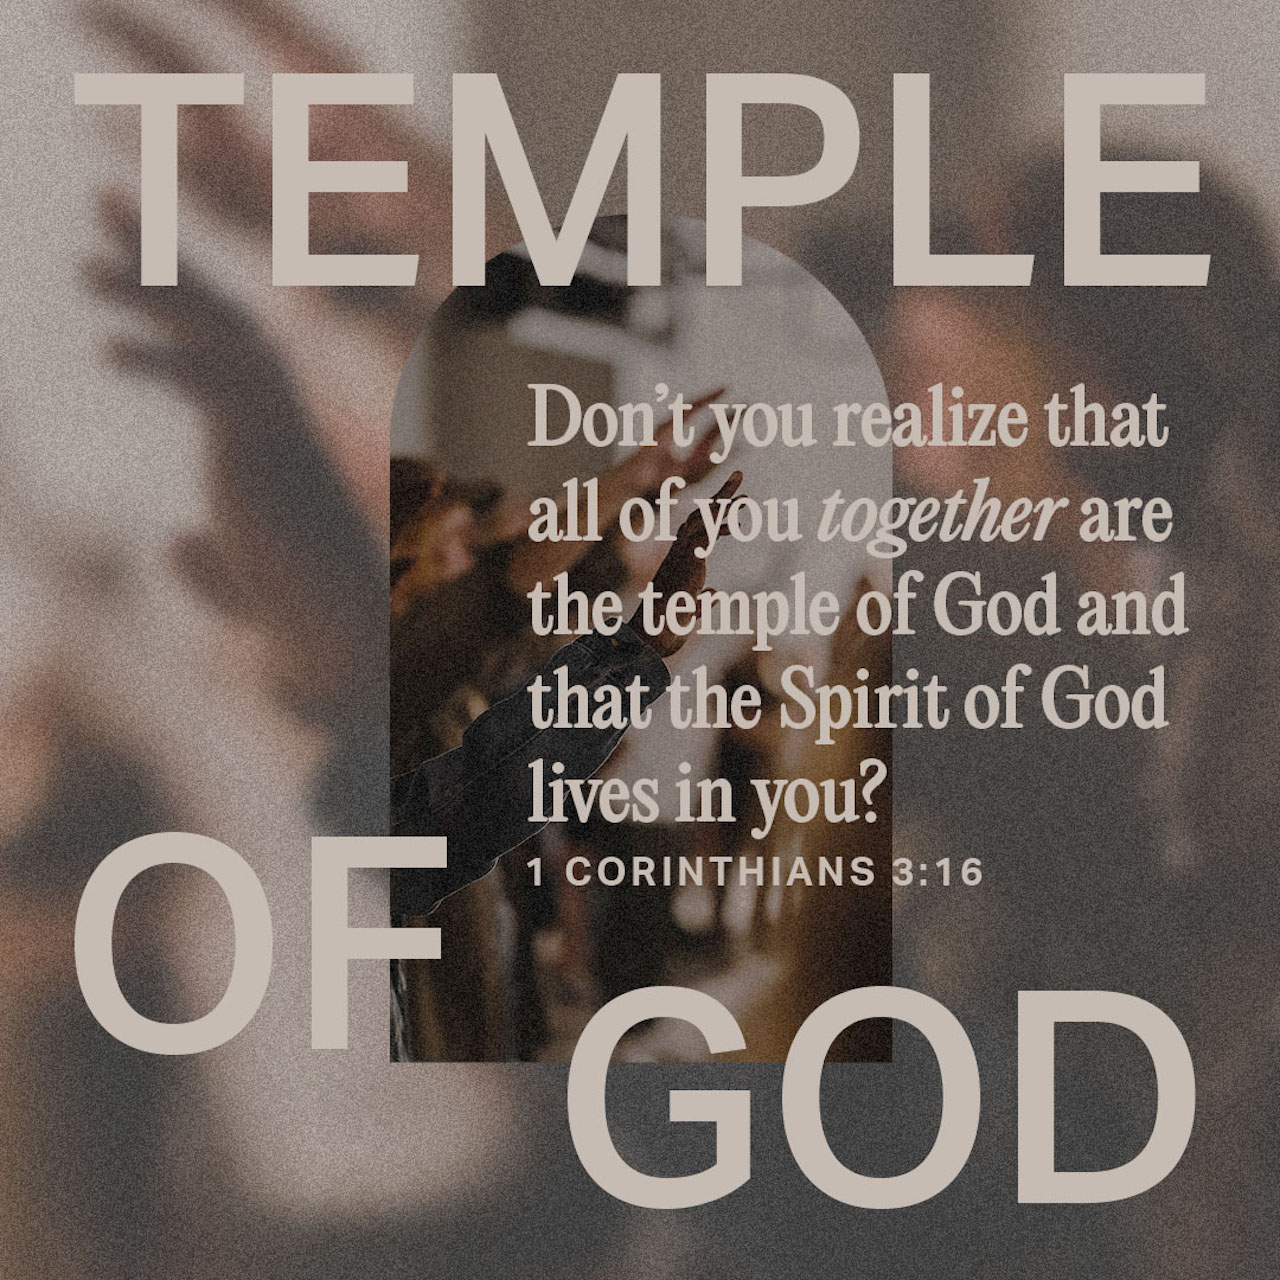 TEMPLE
Don’t you realize that
all of you together are
the temple of God and
that the Spirit of God
lives in you?
1 CORINTHIANS 3:16
OF
GOD